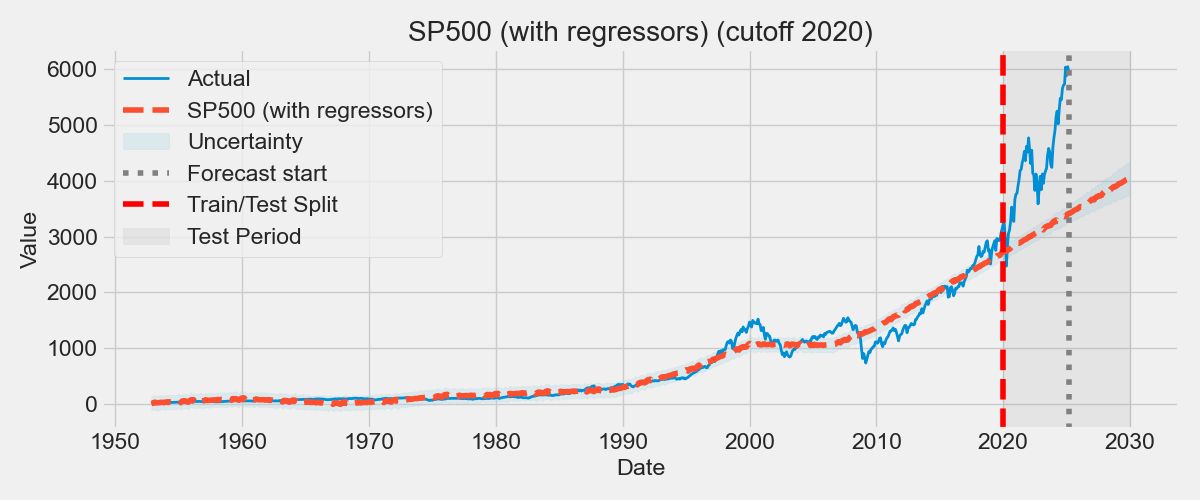 SP500 (with regressors) (cutoff 2020)
Value
6000
5000
4000
3000
2000
1000
0
Actual
SP500 (with regressors)
Uncertainty
Forecast start
Train/Test Split
Test Period
1950 1960 1970 1980 1990 2000 2010 2020 2030
Date